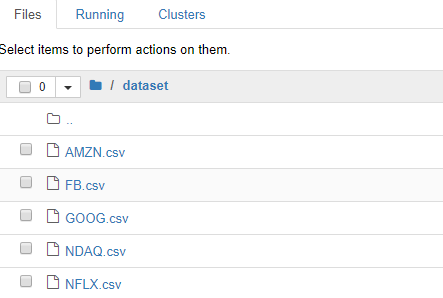 Files Running Clusters
Select items to perform actions on them.
0 / dataset
..
AMZN.csv
FB.csv
GOOG.csv
NDAQ.csv
NFLX.csv